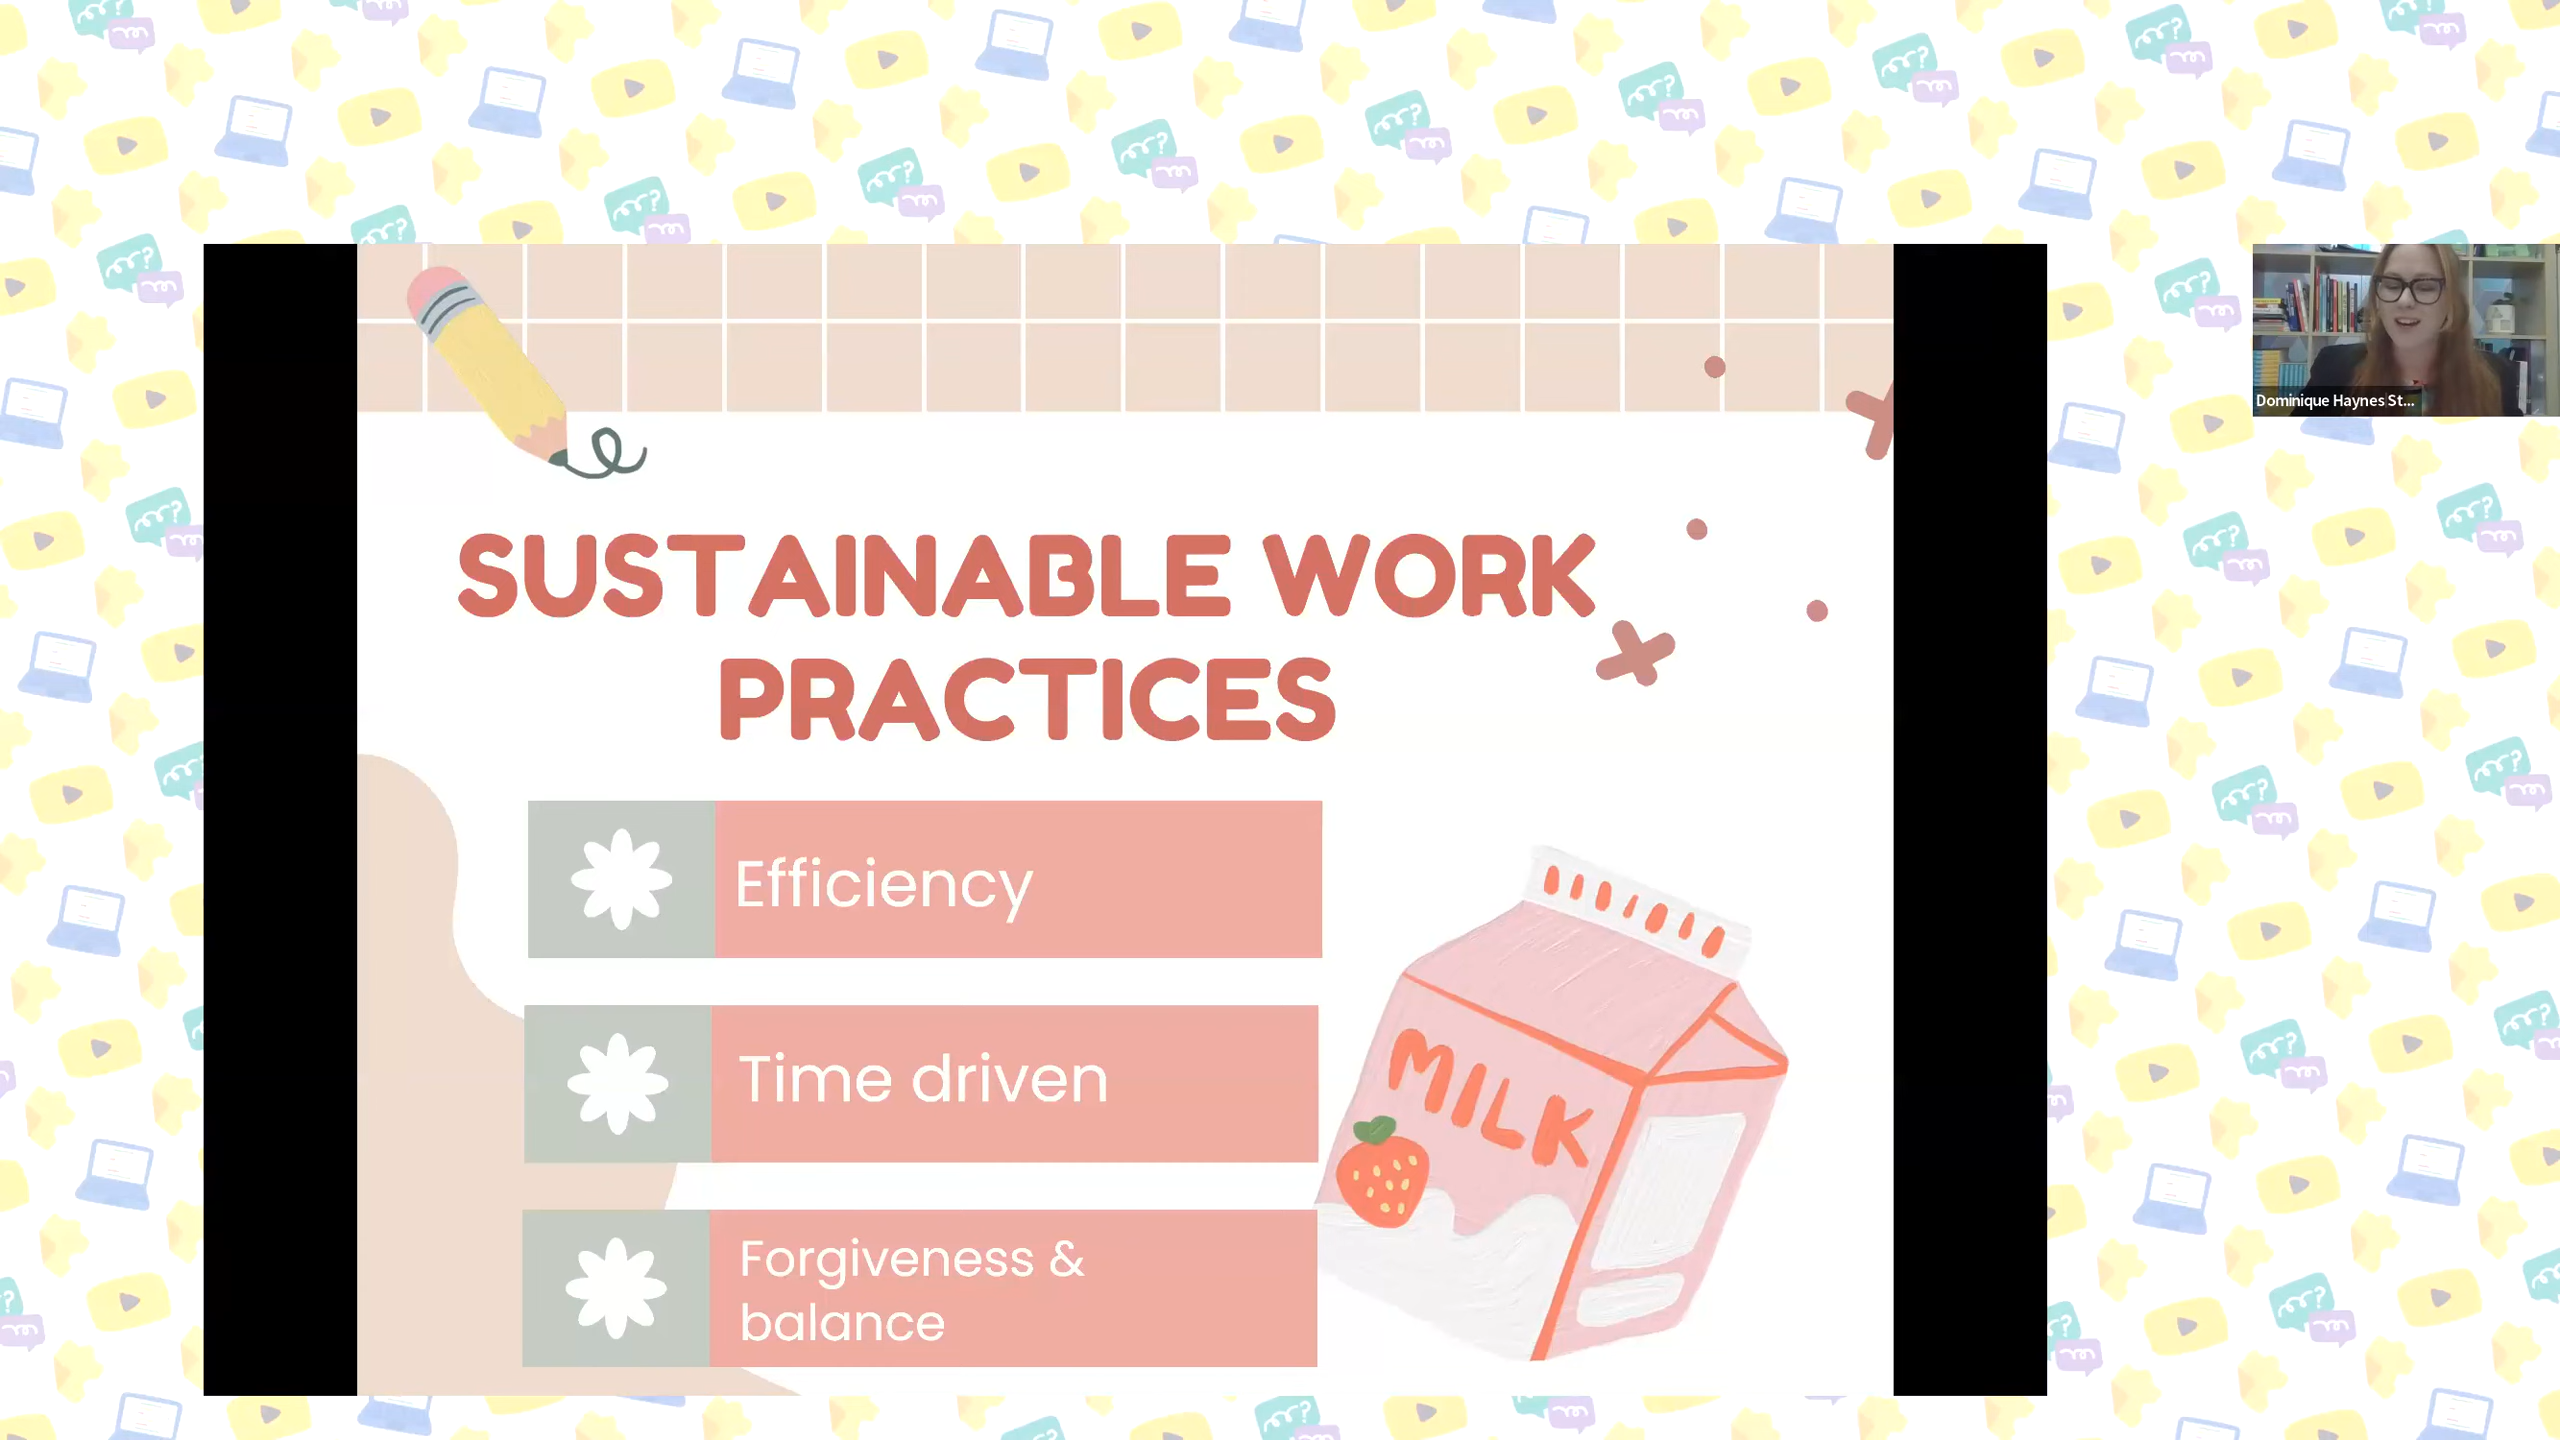 SUSTAINABLE WORK
PRACTICES
Efficiency
Time driven
Forgiveness &
balance
MILK
Dominique Haynes St...